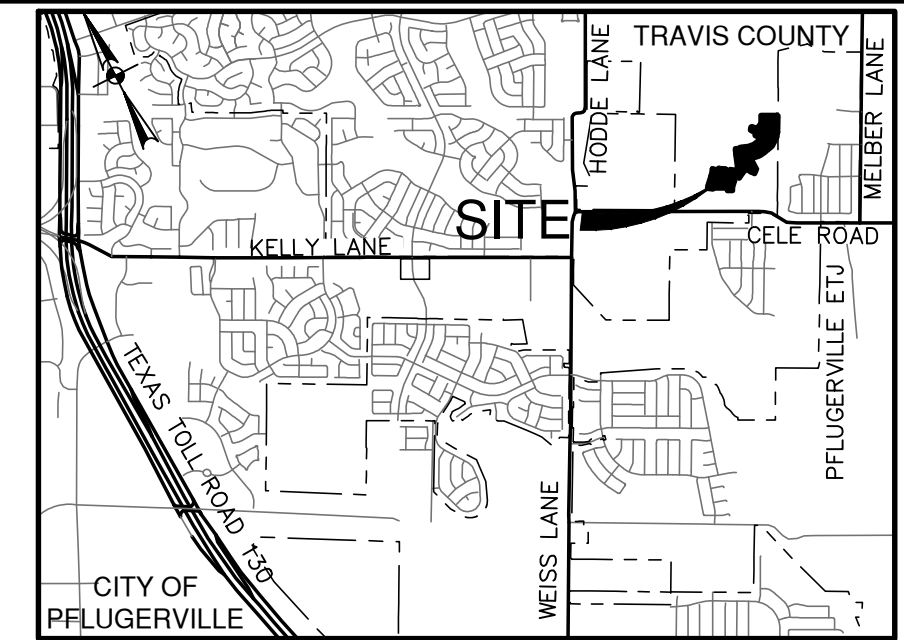 TRAVIS COUNTY
HODDE LANE
MELBER LANE
SITE
KELLY LANE
CELE ROAD
PFLUGERVILLE ETJ
TEXAS TOLL ROAD 130
WEISS LANE
CITY OF
PFLUGERVILLE